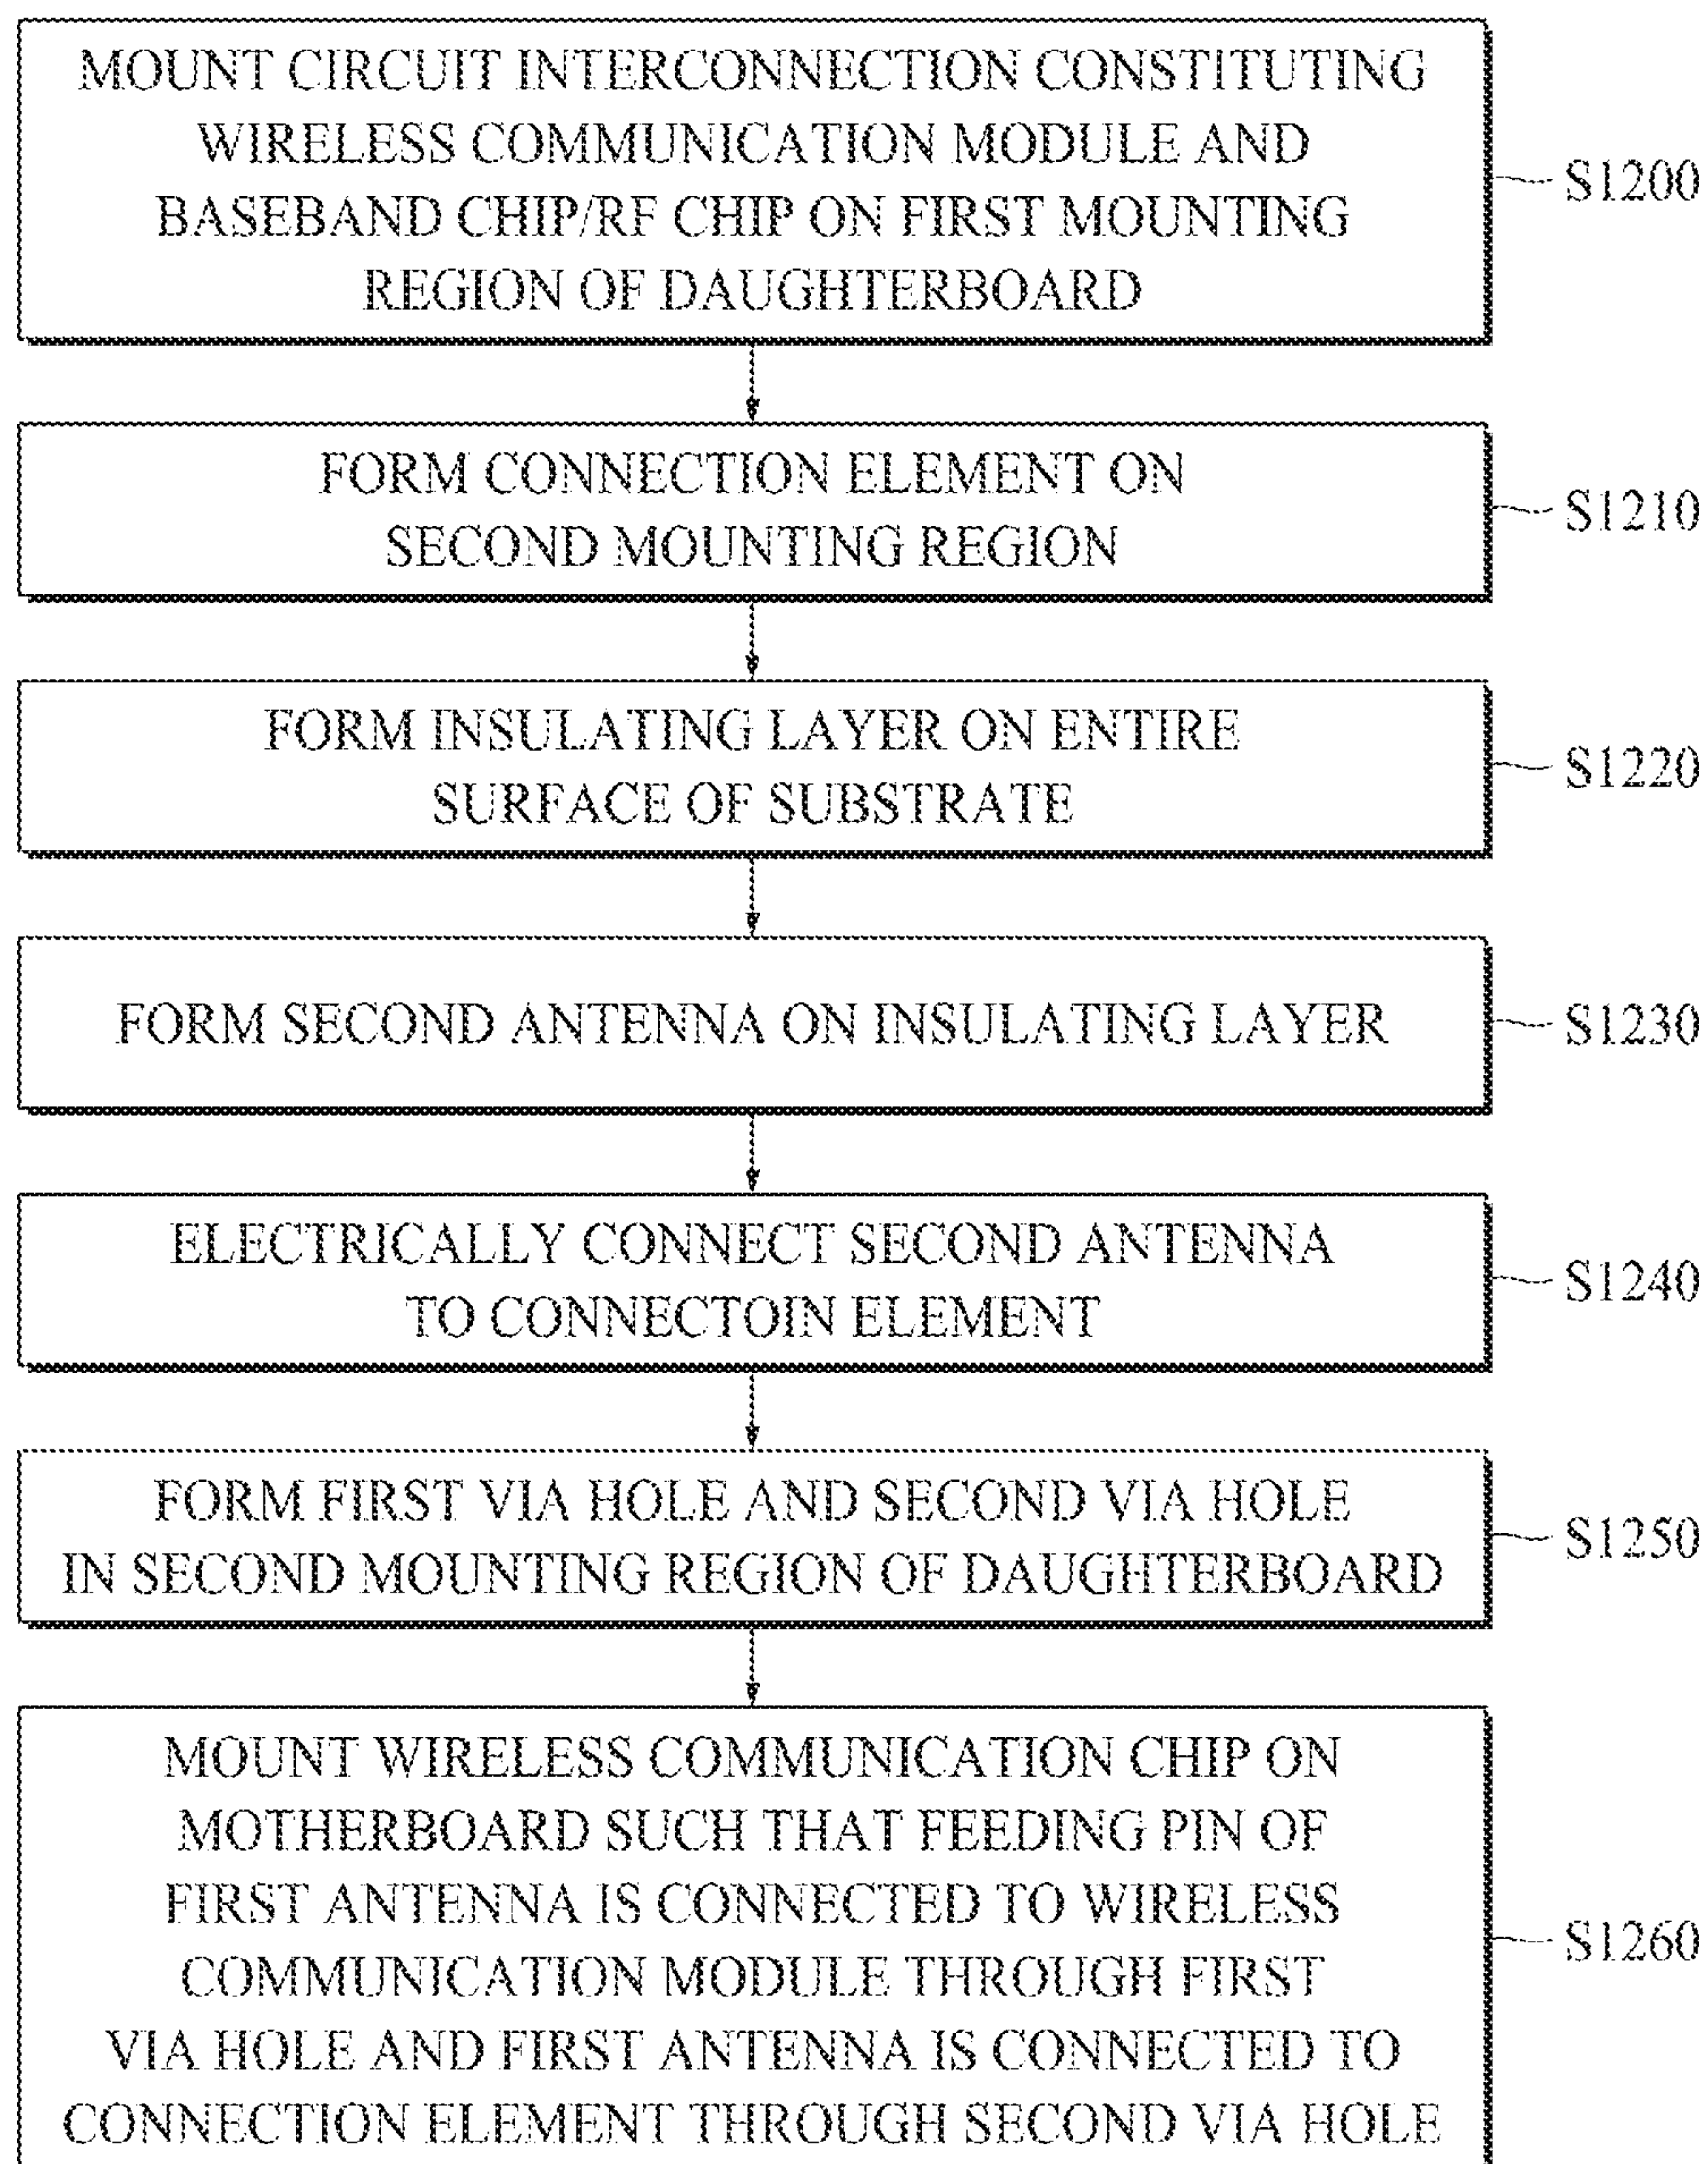 MOUNT CIRCUIT INTERCONNECTION CONSTITUTING
WIRELESS COMMUNICATION MODULE AND
BASEBAND CHIP/RF CHIP ON FIRST MOUNTING
REGION OF DAUGHTERBOARD
S1200
FORM CONNECTION ELEMENT ON
SECOND MOUNTING REGION
S1210
FORM INSULATING LAYER ON ENTIRE
SURFACE OF SUBSTRATE
S1220
FORM SECOND ANTENNA ON INSULATING LAYER
S1230
ELECTRICALLY CONNECT SECOND ANTENNA
TO CONNECTOIN ELEMENT
S1240
FORM FIRST VIA HOLE AND SECOND VIA HOLE
IN SECOND MOUNTING REGION OF DAUGHTERBOARD
S1250
MOUNT WIRELESS COMMUNICATION CHIP ON
MOTHERBOARD SUCH THAT FEEDING PIN OF
FIRST ANTENNA IS CONNECTED TO WIRELESS
COMMUNICATION MODULE THROUGH FIRST
VIA HOLE AND FIRST ANTENNA IS CONNECTED TO
CONNECTION ELEMENT THROUGH SECOND VIA HOLE
S1260